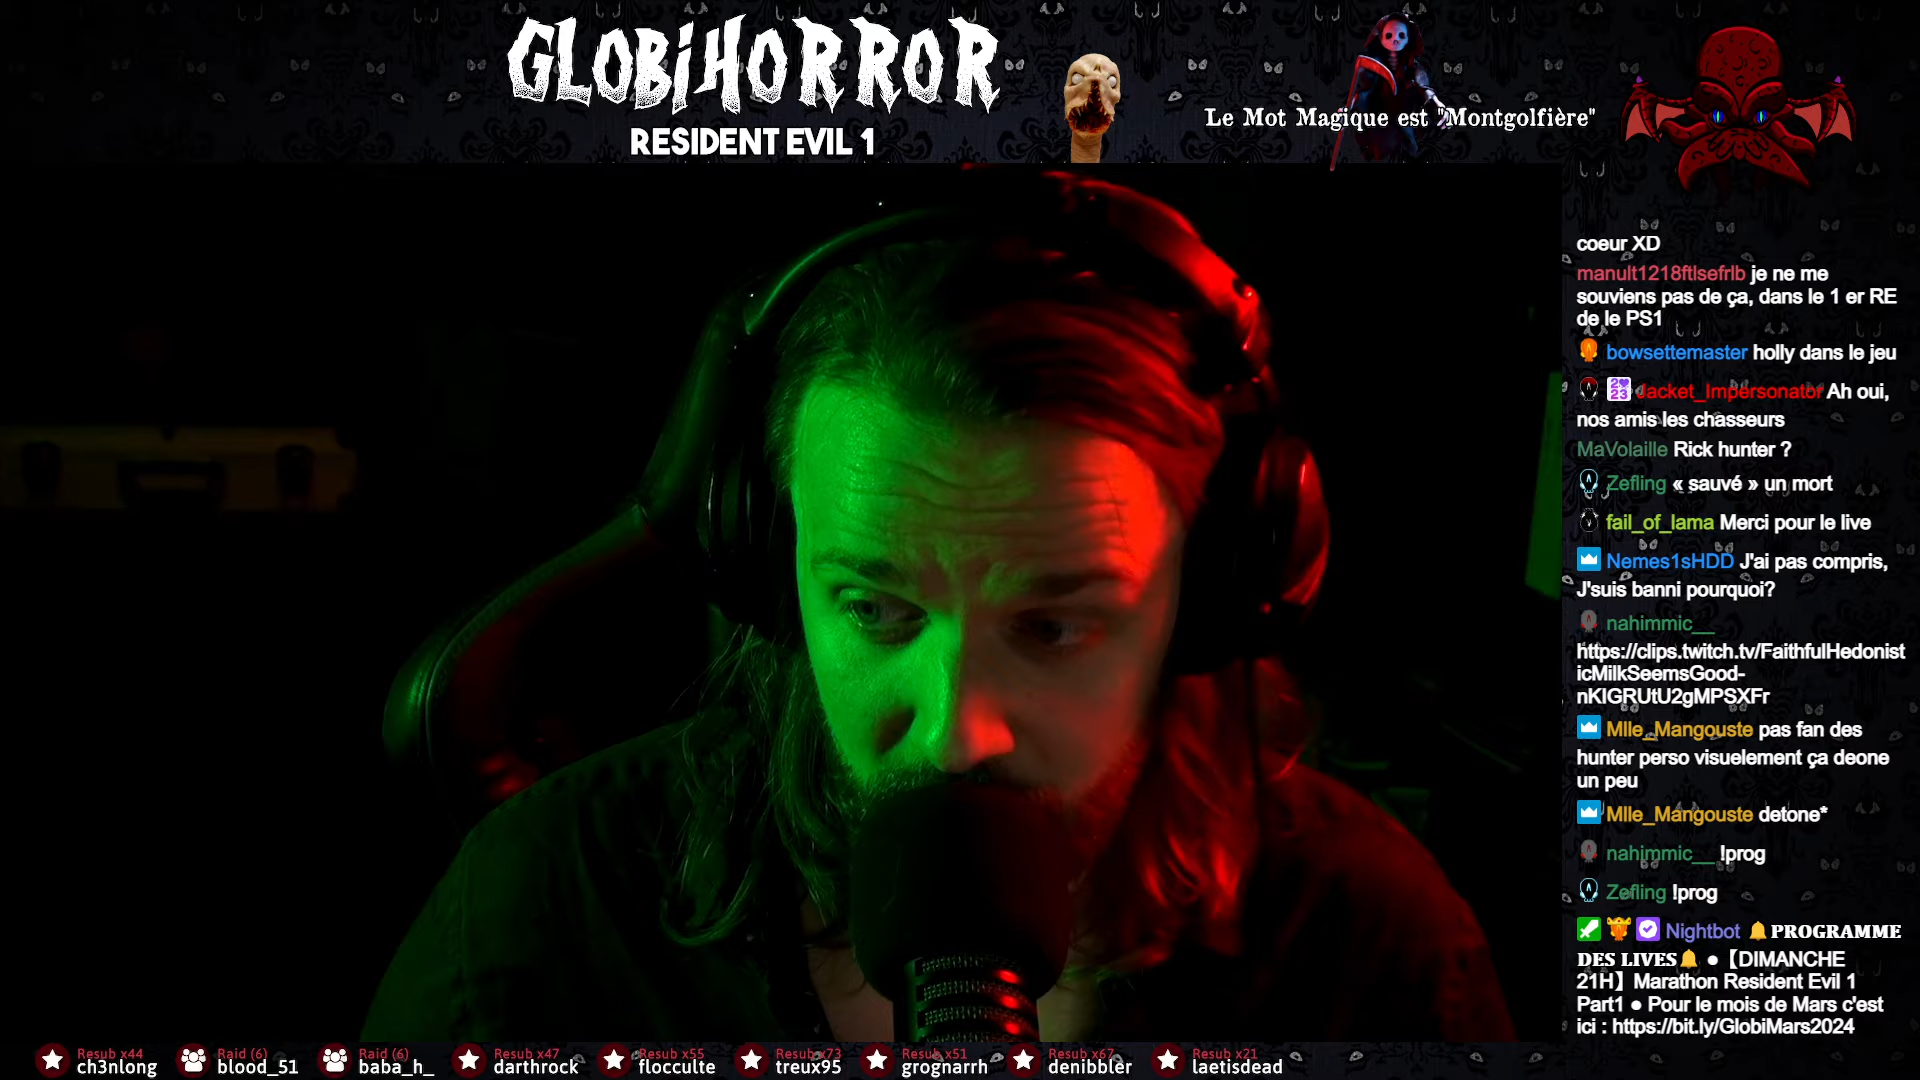 GLOBIHORROR
RESIDENT EVIL 1
Le Mot Magique est "Montgolfière"
coeur XD
manult1218ftlsefrlb je ne me
souviens pas de ça, dans le 1 er RE
de le PS1
bowsettemaster holly dans le jeu
Jacket_Impersonator Ah oui,
nos amis les chasseurs
MaVolaille Rick hunter ?
Zefling « sauvé » un mort
fail_of_lama Merci pour le live
Nemes1sHDD J'ai pas compris,
J'suis banni pourquoi?
nahimmic__
https://clips.twitch.tv/FaithfulHedonist
icMilkSeemsGood-
nKIGRUtU2gMPSXFr
Mlle_Mangouste pas fan des
hunter perso visuelement ça deone
un peu
Mlle_Mangouste detone*
nahimmic__ !prog
Zefling !prog
Nightbot 🔔PROGRAMME
DES LIVES🔔 ●【DIMANCHE
21H】Marathon Resident Evil 1
Part1 ● Pour le mois de Mars c'est
ici : https://bit.ly/GlobiMars2024
Resub x44
ch3nlong
Raid (6)
blood_51
Raid (6)
baba_h_
Resub x47
darthrock
Resub x55
flocculte
Resub x73
treux95
Resub x51
grognarrh
Resub x67
denibbler
Resub x21
laetisdead